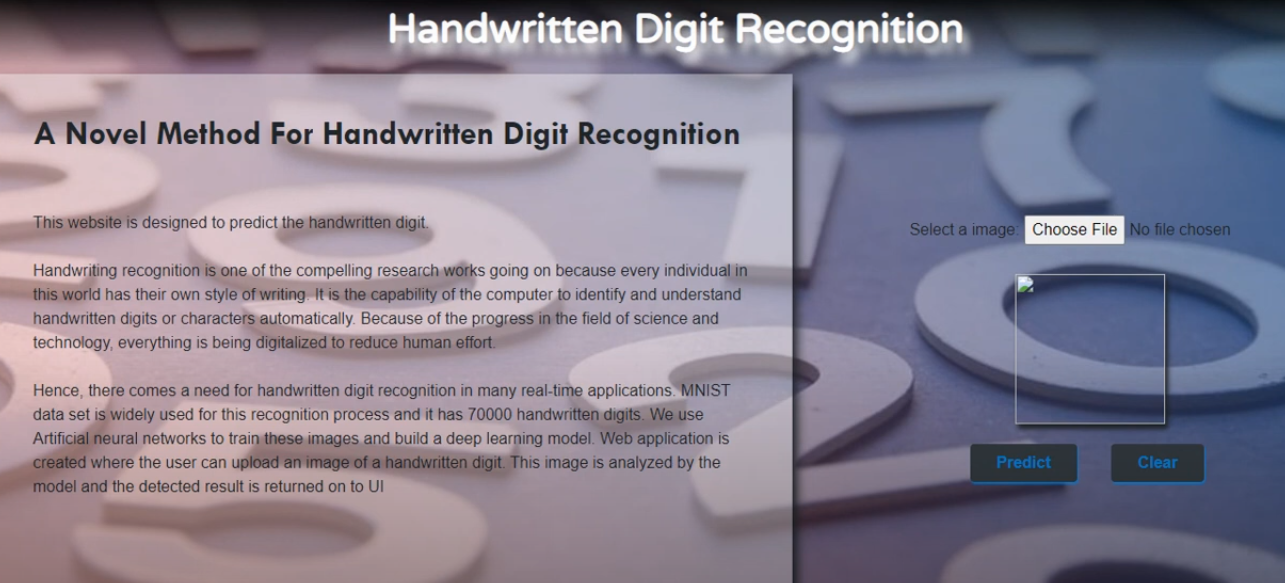 Handwritten Digit Recognition
A Novel Method For Handwritten Digit Recognition
This website is designed to predict the handwritten digit.
Handwriting recognition is one of the compelling research works going on because every individual in
this world has their own style of writing. It is the capability of the computer to identify and understand
handwritten digits or characters automatically. Because of the progress in the field of science and
technology, everything is being digitalized to reduce human effort.
Hence, there comes a need for handwritten digit recognition in many real-time applications. MNIST
data set is widely used for this recognition process and it has 70000 handwritten digits. We use
Artificial neural networks to train these images and build a deep learning model. Web application is
created where the user can upload an image of a handwritten digit. This image is analyzed by the
model and the detected result is returned on to UI
Select a image: Choose File No file chosen
Predict Clear